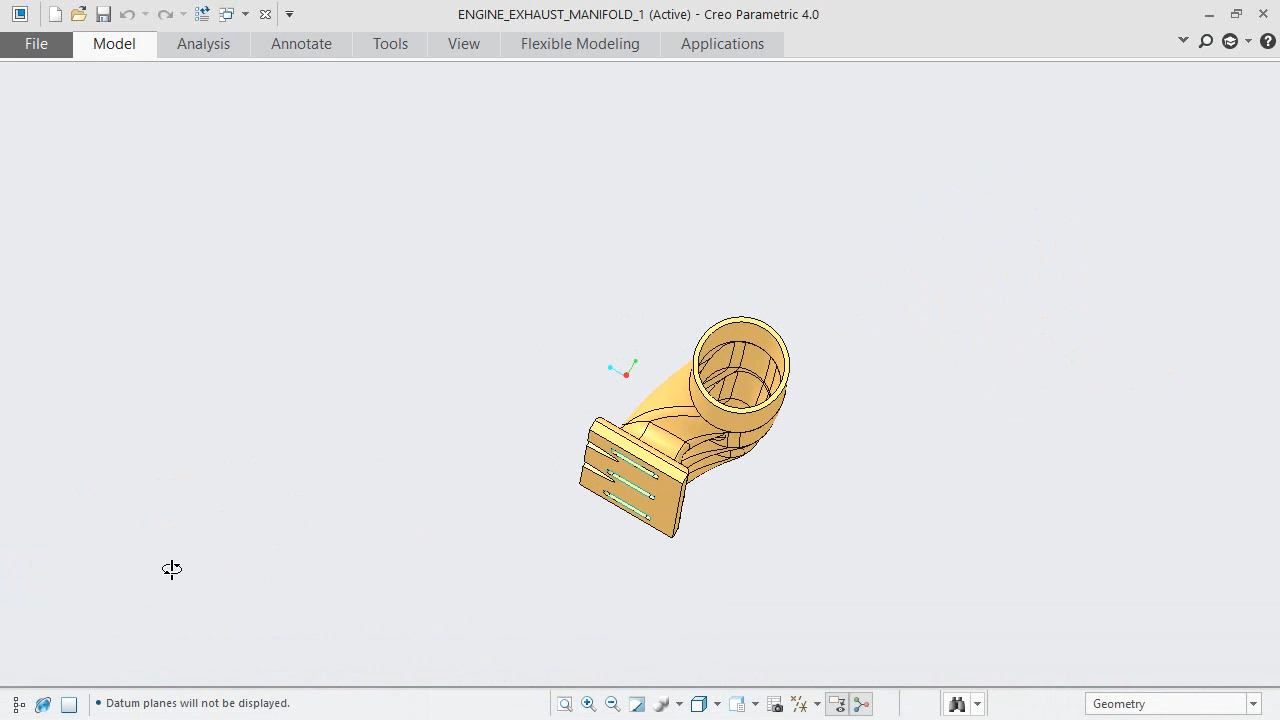 ENGINE_EXHAUST_MANIFOLD_1 (Active) - Creo Parametric 4.0
File Model Analysis Annotate Tools View Flexible Modeling Applications
• Datum planes will not be displayed.
Geometry